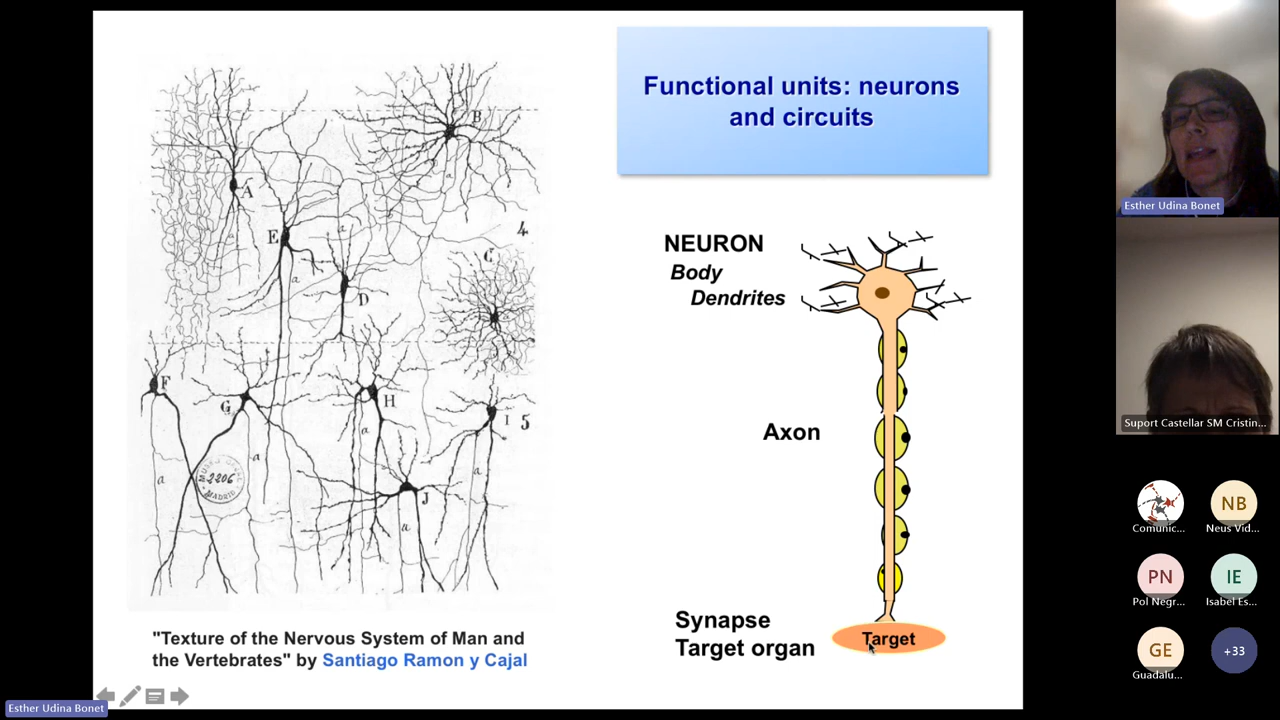 Functional units: neurons
and circuits
A
B
E
4
C
D
a
a
a
a
F
G
H
I
5
a
a
a
a
a
J
2206
MADRID
NEURON
Body
Dendrites
Axon
Synapse
Target organ
Target
"Texture of the Nervous System of Man and
the Vertebrates" by Santiago Ramon y Cajal
Esther Udina Bonet
Esther Udina Bonet
Suport Castellar SM Cristin...
Comunic...
NB
Neus Vid...
PN
Pol Negr...
IE
Isabel Es...
GE
Guadalu...
+33